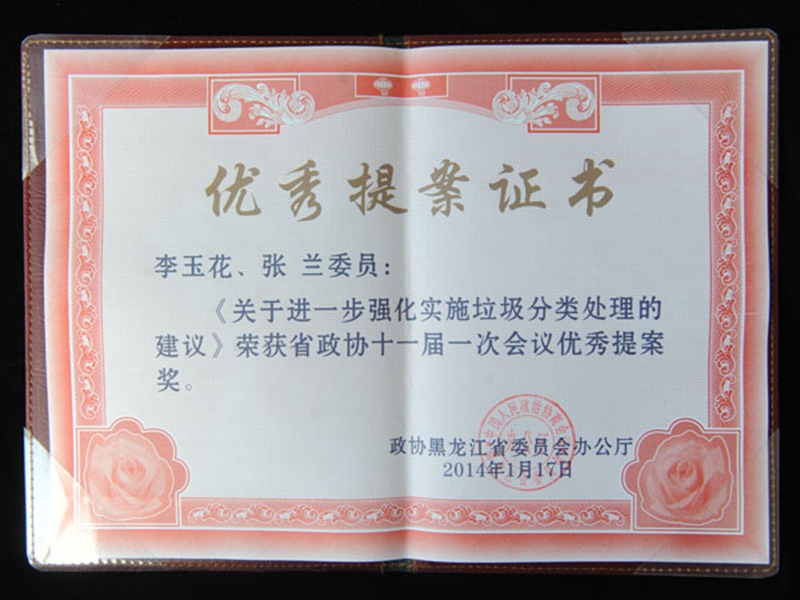 优秀提案证书
李玉花、张 兰委员：
《关于进一步强化实施垃圾分类处理的
建议》荣获省政协十一届一次会议优秀提案
奖。
政协黑龙江省委员会办公厅
2014年1月17日